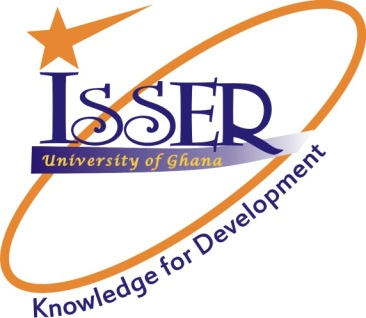 ISSER
University of Ghana
Knowledge for Development